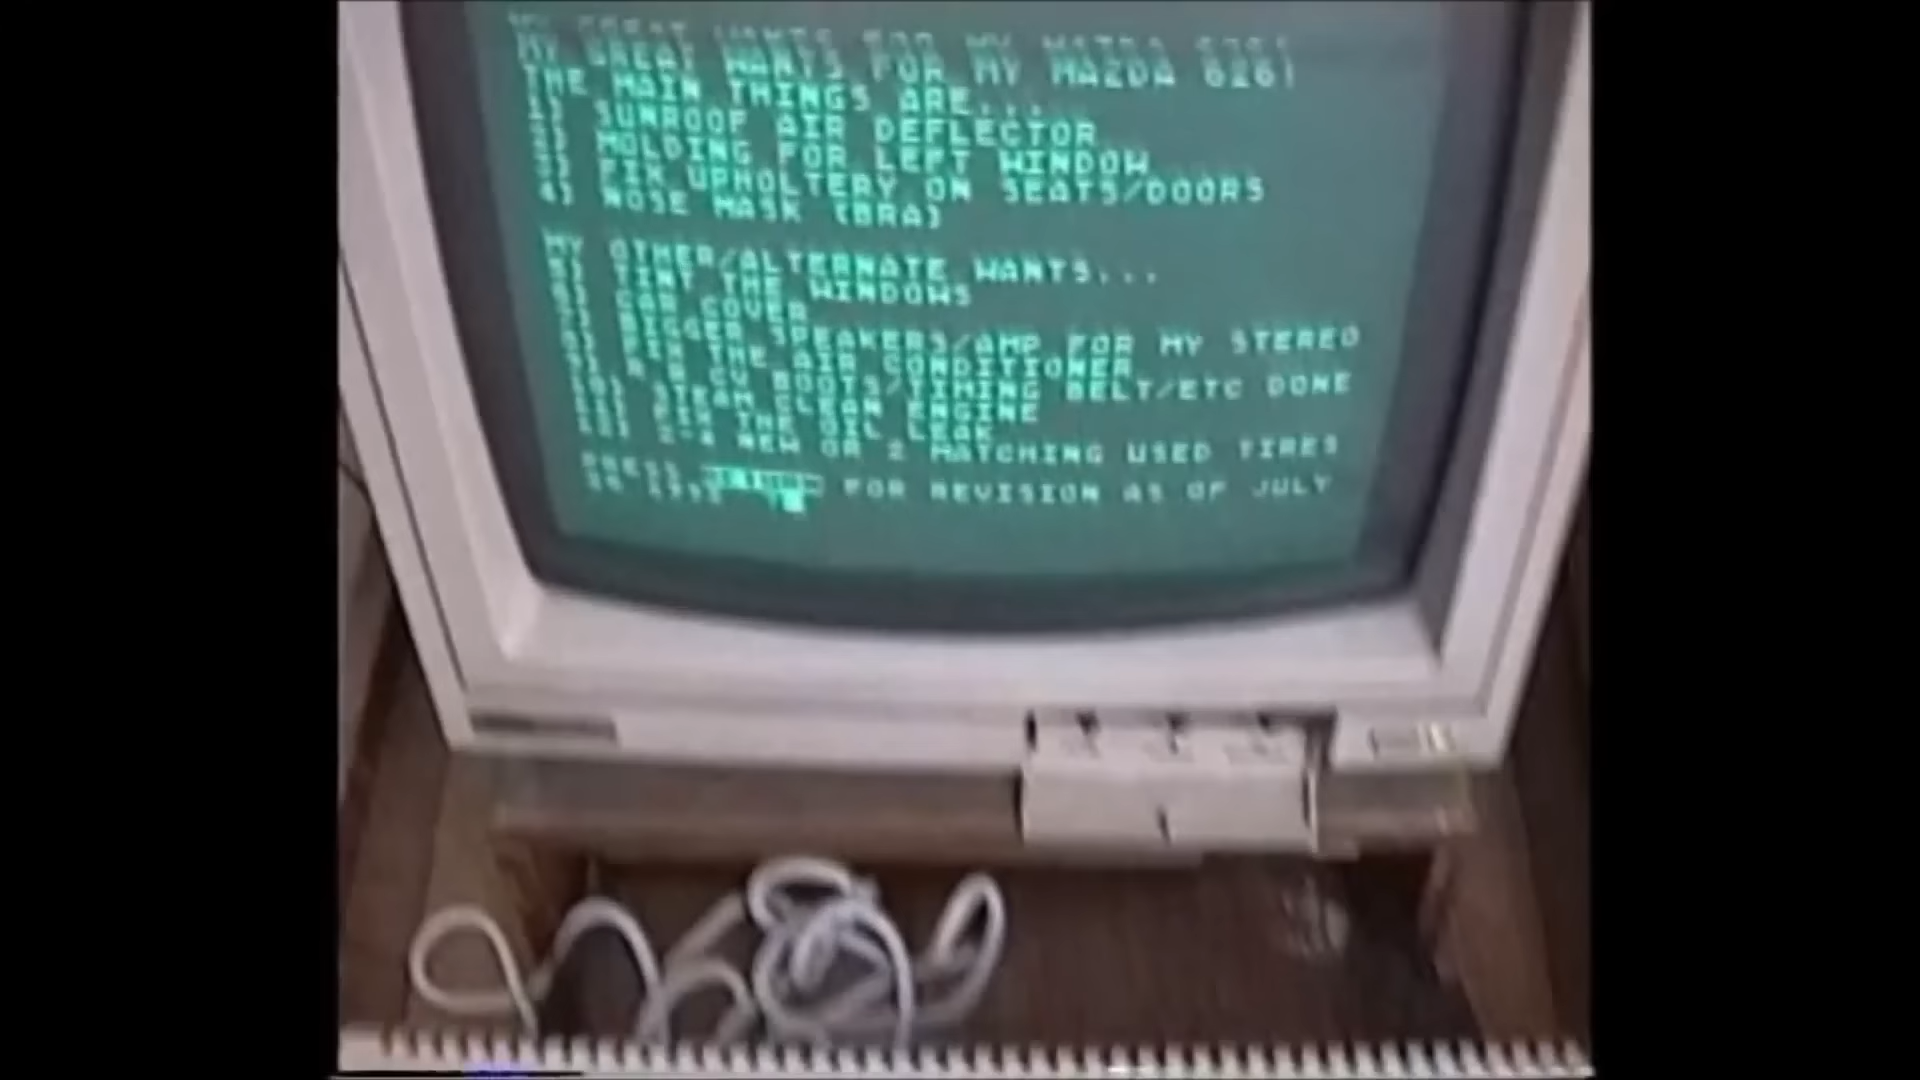 MY GREAT WANTS FOR MY MAZDA 626!
THE MAIN THINGS ARE....
SUNROOF AIR DEFLECTOR
MOLDING FOR LEFT WINDOW
FIX UPHOLTERY ON SEATS/DOORS
4) NOSE MASK (BRA)
MY OTHER/ALTERNATE WANTS...
TINT THE WINDOWS
CAR COVER
BIGGER SPEAKERS/AMP FOR MY STEREO
FIX THE AIR CONDITIONER
CV BOOTS/TIMING BELT/ETC DONE
STEAM CLEAN ENGINE
FIX THE OIL LEAK
NEW OR 2 MATCHING USED TIRES
PRESS FOR REVISION AS OF JULY